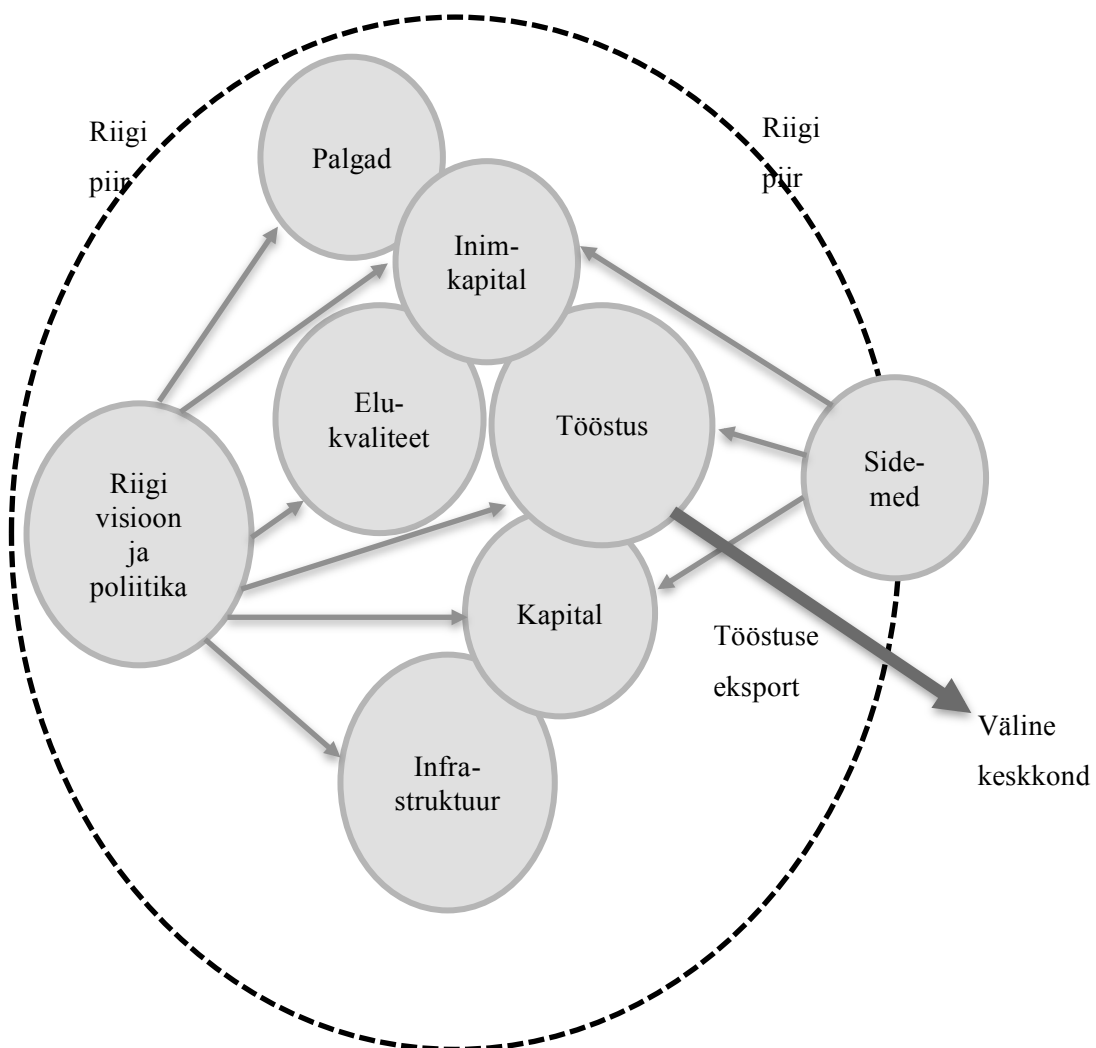 Riigi
piir
Riigi
piir
Palgad
Inim-
kapital
Elu-
kvaliteet
Tööstus
Side-
med
Riigi
visioon
ja
poliitika
Kapital
Tööstuse
eksport
Väline
keskkond
Infra-
struktuur